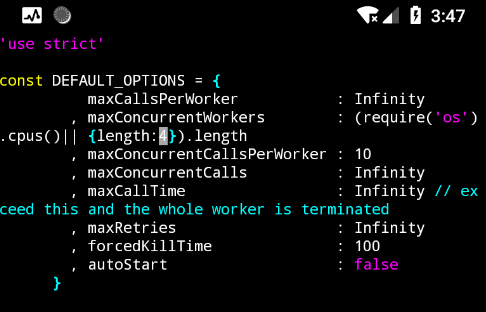 3:47
'use strict'
const DEFAULT_OPTIONS = {
          maxCallsPerWorker           : Infinity
        , maxConcurrentWorkers        : (require('os')
.cpus()|| {length:4}).length
        , maxConcurrentCallsPerWorker : 10
        , maxConcurrentCalls          : Infinity
        , maxCallTime                 : Infinity // ex
ceed this and the whole worker is terminated
        , maxRetries                  : Infinity
        , forcedKillTime              : 100
        , autoStart                   : false
      }